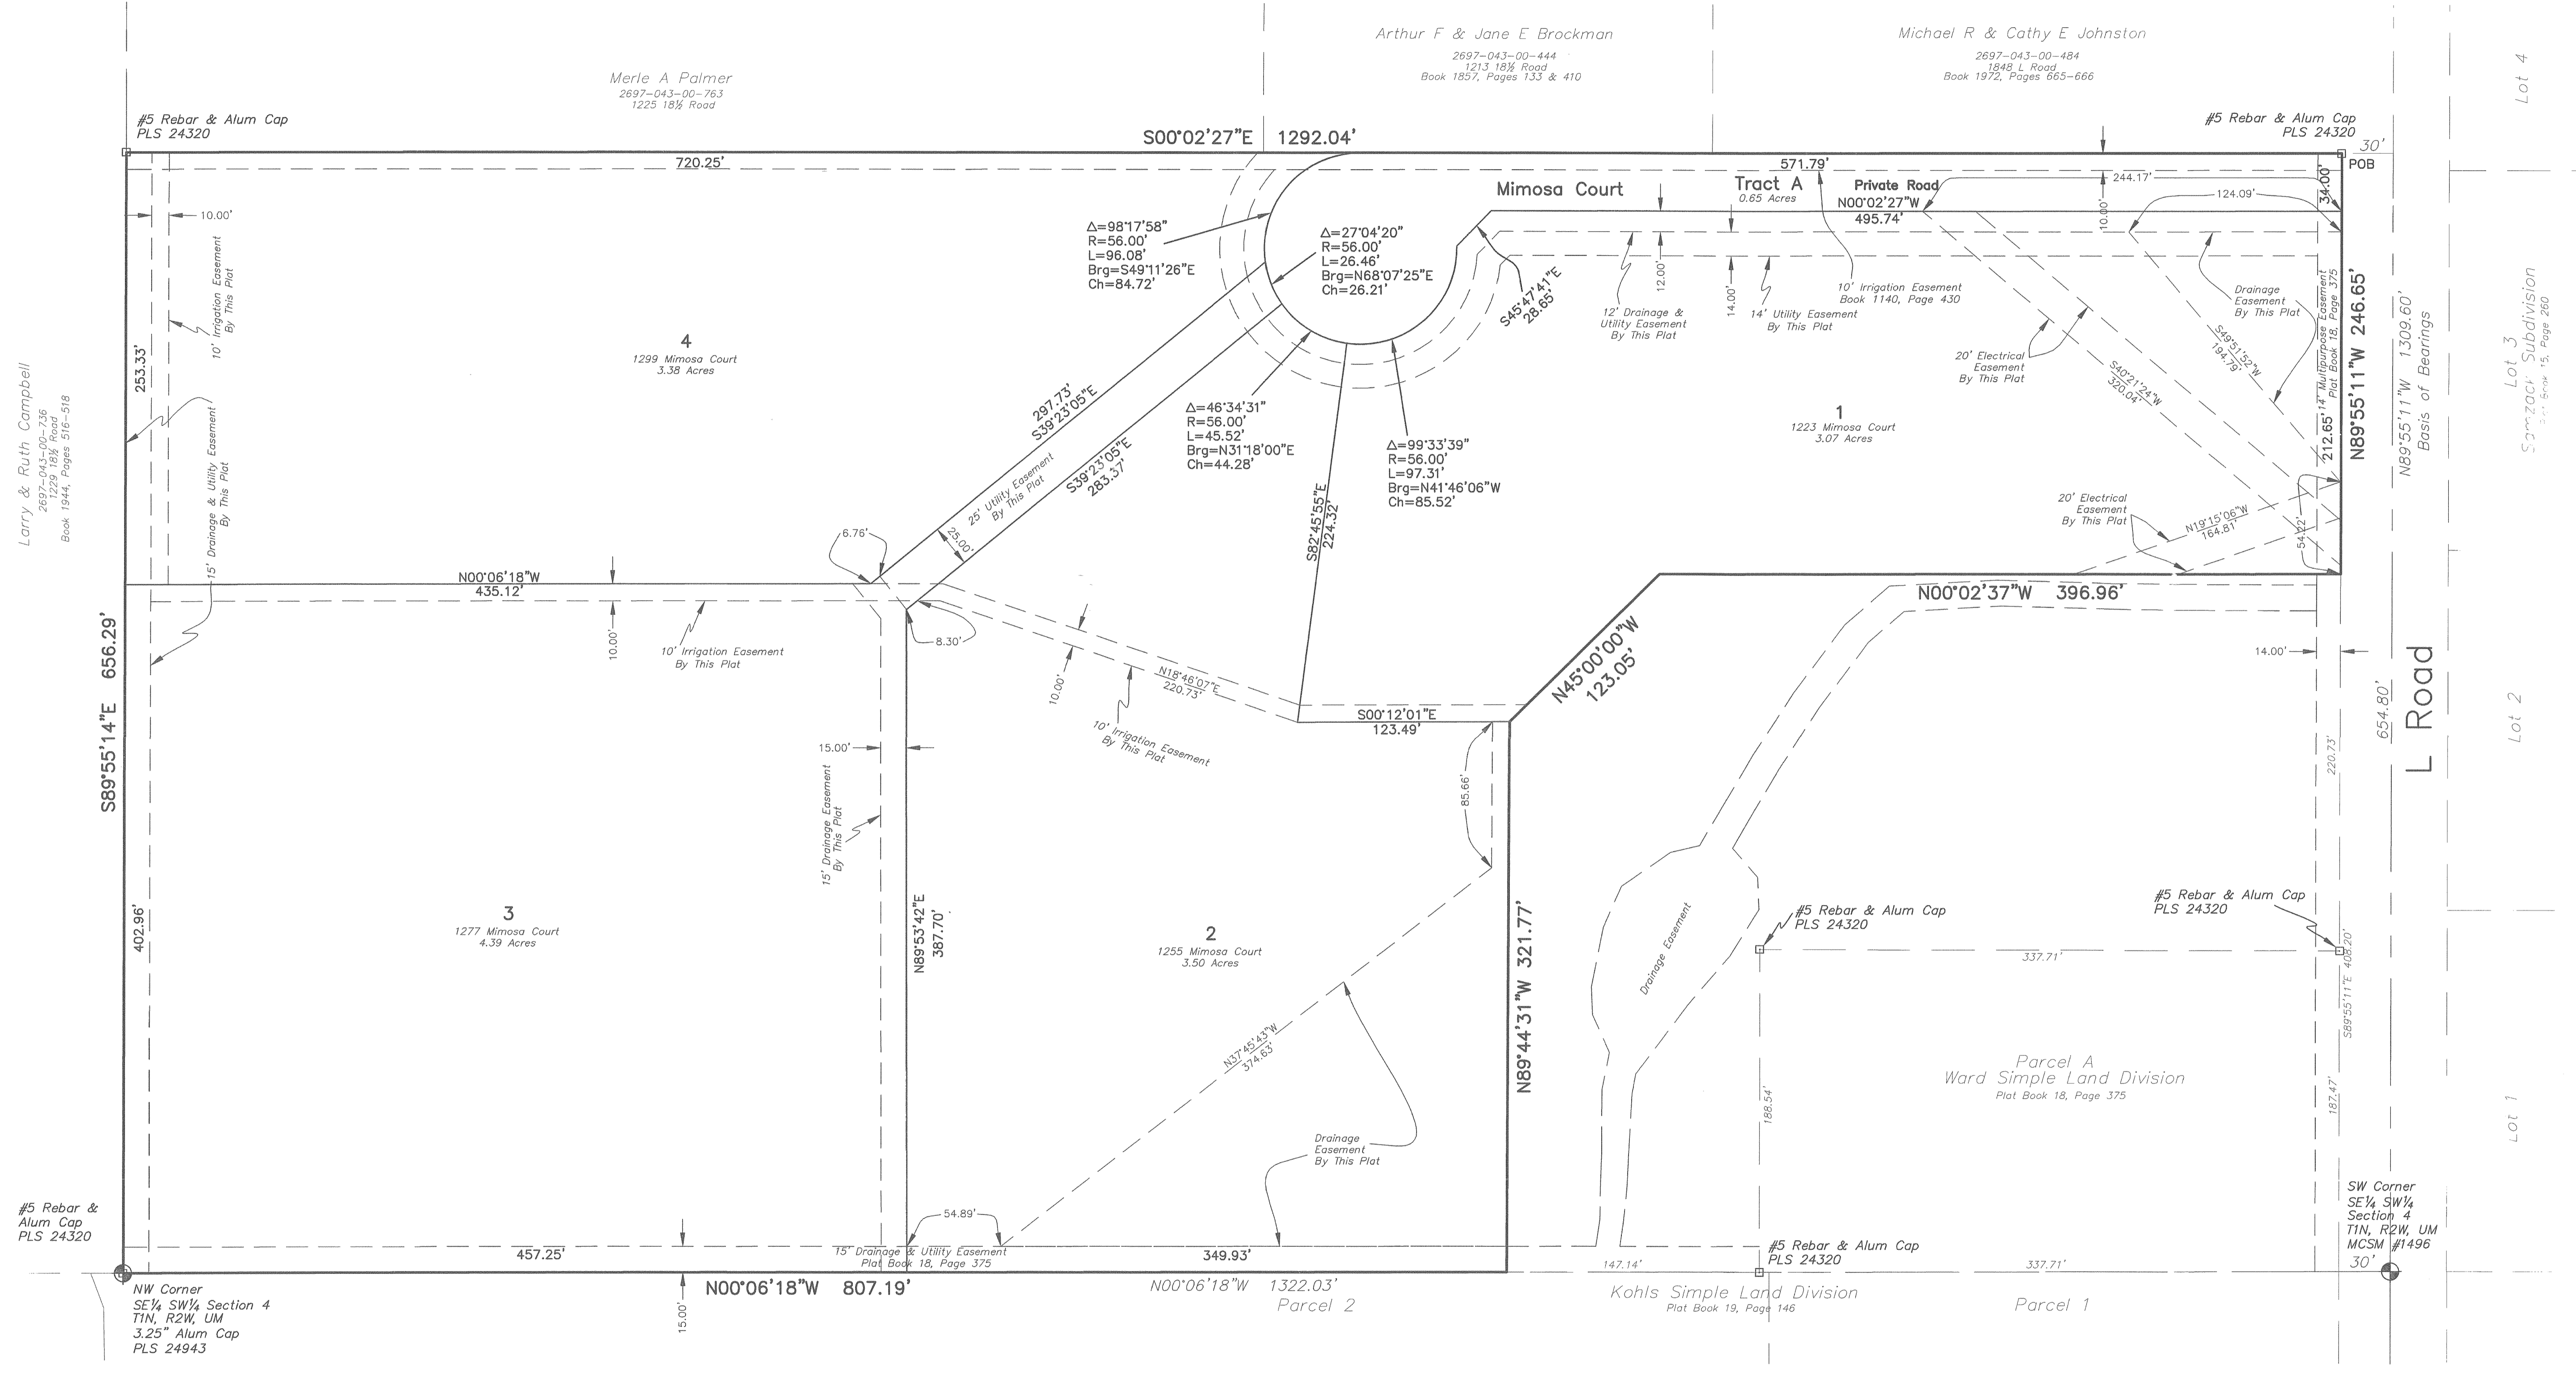 Arthur F & Jane E Brockman
2697-043-00-444
1213 18½ Road
Book 1857, Pages 133 & 410
Michael R & Cathy E Johnston
2697-043-00-484
1848 L Road
Book 1972, Pages 665-666
Merle A Palmer
2697-043-00-763
1225 18½ Road
Lot 4
#5 Rebar & Alum Cap
PLS 24320
S00°02'27"E 1292.04'
#5 Rebar & Alum Cap
PLS 24320
30'
POB
720.25'
571.79'
34.00'
Mimosa Court
Tract A
0.65 Acres
Private Road
N00°02'27"W
495.74'
244.17'
124.09'
10.00'
10.00'
10' Irrigation Easement
By This Plat
Δ=98°17'58"
R=56.00'
L=96.08'
Brg=S49°11'26"E
Ch=84.72'
Δ=27°04'20"
R=56.00'
L=26.46'
Brg=N68°07'25"E
Ch=26.21'
S45°47'41"E
28.65'
12.00'
14.00'
12' Drainage &
Utility Easement
By This Plat
14' Utility Easement
By This Plat
10' Irrigation Easement
Book 1140, Page 430
Drainage
Easement
By This Plat
S49°51'52"W
194.79'
14' Multipurpose Easement
Plat Book 18, Page 375
N89°55'11"W 246.65'
N89°55'11"W 1309.60'
Basis of Bearings
Lot 3
Subdivision
4
1299 Mimosa Court
3.38 Acres
253.33'
Larry & Ruth Campbell
2697-043-00-736
1229 18½ Road
Book 1944, Pages 516-518
15' Drainage & Utility Easement
By This Plat
20' Electrical
Easement
By This Plat
S40°21'24"W
320.04'
1
1223 Mimosa Court
3.07 Acres
212.65'
297.73'
S39°23'05"E
S39°23'05"E
283.37'
25' Utility Easement
By This Plat
25.00'
Δ=46°34'31"
R=56.00'
L=45.52'
Brg=N31°18'00"E
Ch=44.28'
Δ=99°33'39"
R=56.00'
L=97.31'
Brg=N41°46'06"W
Ch=85.52'
S82°45'55"E
224.32'
20' Electrical
Easement
By This Plat
N19°15'06"W
164.81'
54.22'
6.76'
N00°06'18"W
435.12'
10.00'
10' Irrigation Easement
By This Plat
8.30'
N00°02'37"W 396.96'
S89°55'14"E 656.29'
N45°00'00"W
123.05'
14.00'
10.00'
N18°46'07"E
220.73'
10' Irrigation Easement
By This Plat
S00°12'01"E
123.49'
L Road
654.80'
220.73'
Lot 2
15.00'
15' Drainage Easement
By This Plat
85.66'
3
1277 Mimosa Court
4.39 Acres
402.96'
N89°53'42"E
387.70'
2
1255 Mimosa Court
3.50 Acres
N89°44'31"W 321.77'
Drainage Easement
#5 Rebar & Alum Cap
PLS 24320
#5 Rebar & Alum Cap
PLS 24320
337.71'
S89°55'11"E 408.20'
N37°45'43"W
374.63'
Parcel A
Ward Simple Land Division
Plat Book 18, Page 375
188.54'
187.47'
Lot 1
Drainage
Easement
By This Plat
#5 Rebar &
Alum Cap
PLS 24320
54.89'
457.25'
15' Drainage & Utility Easement
Plat Book 18, Page 375
349.93'
#5 Rebar & Alum Cap
PLS 24320
SW Corner
SE¼ SW¼
Section 4
T1N, R2W, UM
MCSM #1496
30'
NW Corner
SE¼ SW¼ Section 4
T1N, R2W, UM
3.25" Alum Cap
PLS 24943
15.00'
N00°06'18"W 807.19'
N00°06'18"W 1322.03'
Parcel 2
147.14'
337.71'
Kohls Simple Land Division
Plat Book 19, Page 146
Parcel 1